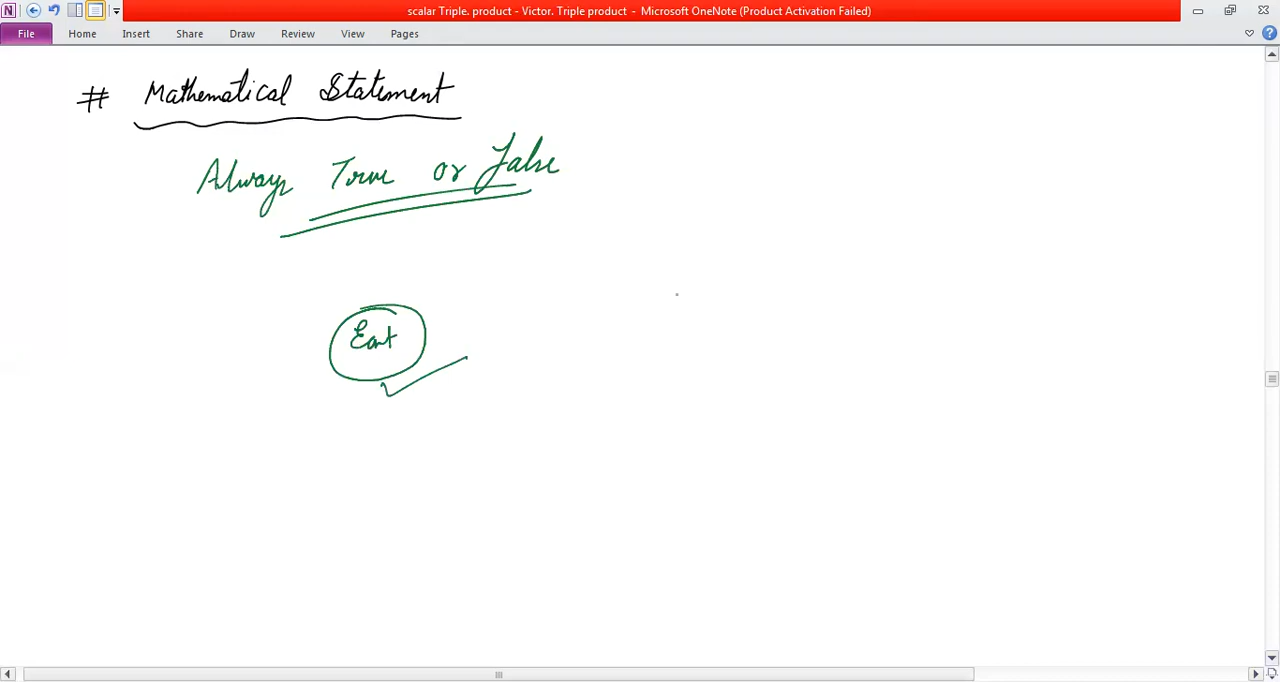 scalar Triple. product - Victor. Triple product - Microsoft OneNote (Product Activation Failed)
File Home Insert Share Draw Review View Pages
# Mathematical Statement
Always True or False
East